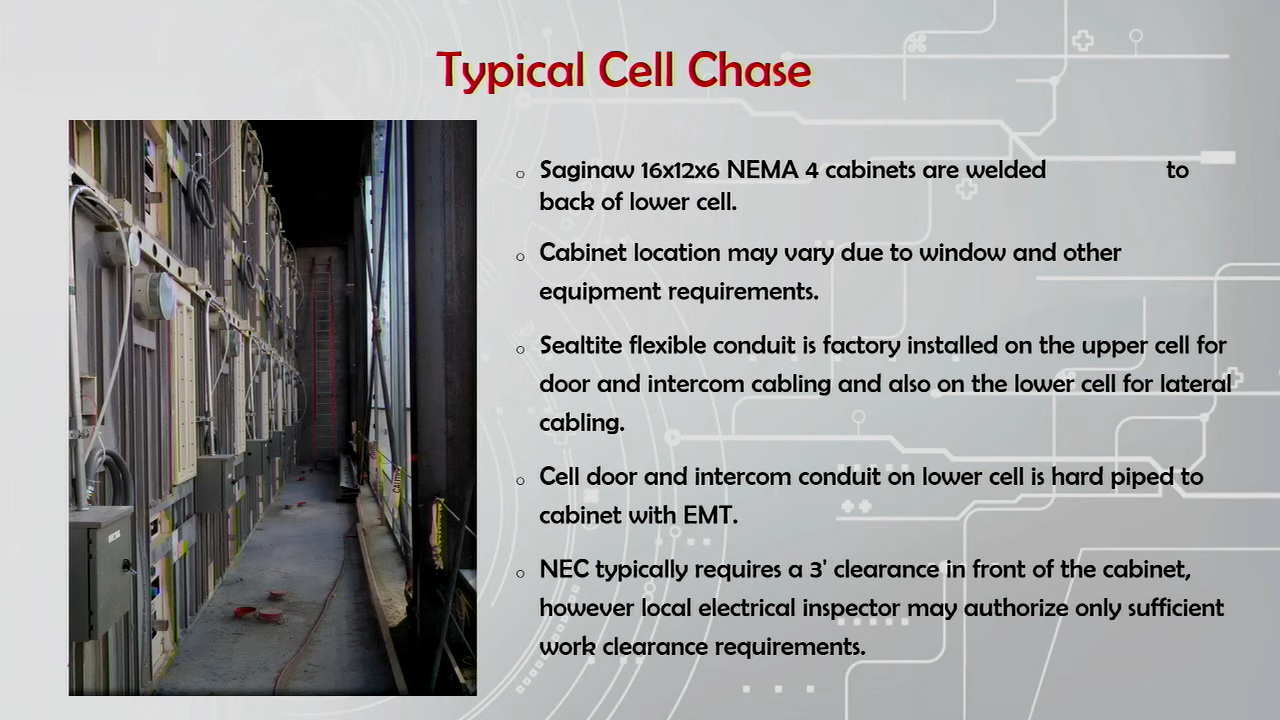 Typical Cell Chase
Saginaw 16x12x6 NEMA 4 cabinets are welded to
back of lower cell.
Cabinet location may vary due to window and other
equipment requirements.
Sealtite flexible conduit is factory installed on the upper cell for
door and intercom cabling and also on the lower cell for lateral
cabling.
Cell door and intercom conduit on lower cell is hard piped to
cabinet with EMT.
NEC typically requires a 3' clearance in front of the cabinet,
however local electrical inspector may authorize only sufficient
work clearance requirements.